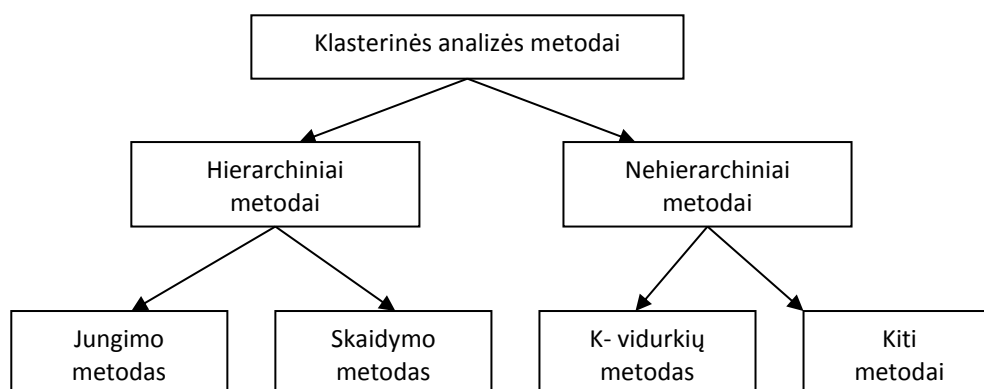 Klasterinės analizės metodai
Hierarchiniai
metodai
Nehierarchiniai
metodai
Jungimo
metodas
Skaidymo
metodas
K- vidurkių
metodas
Kiti
metodai